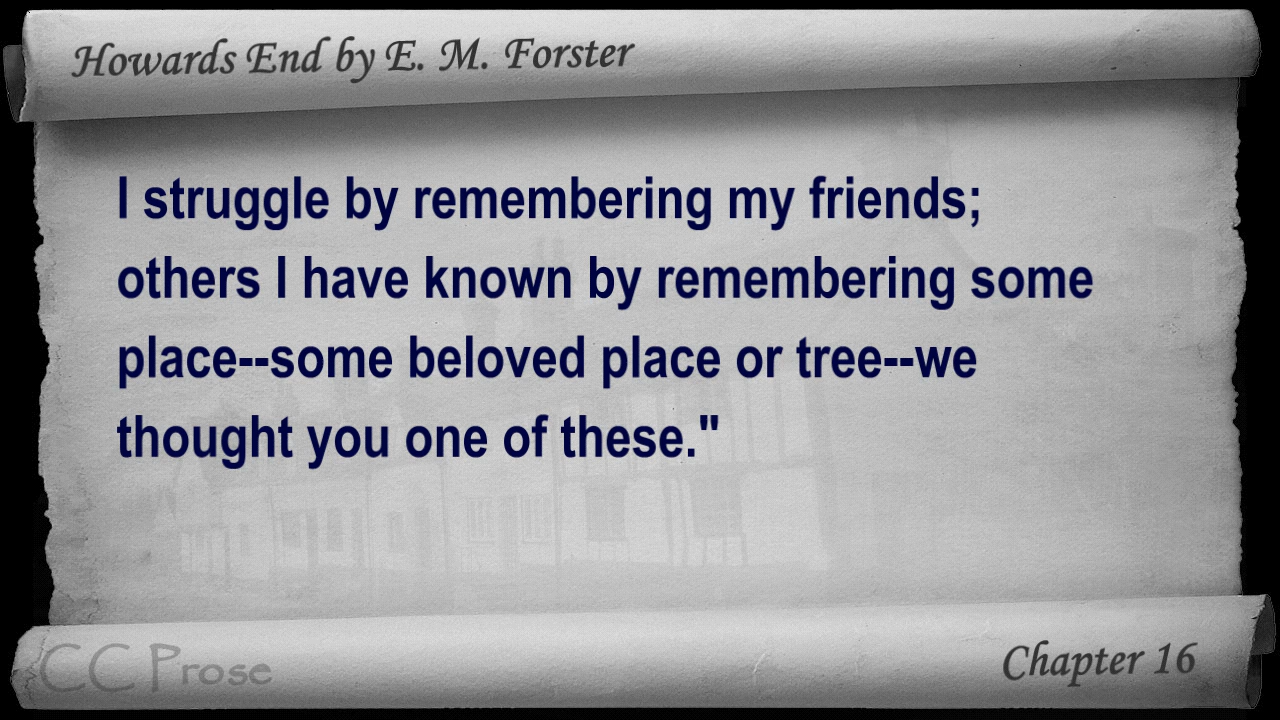 Howards End by E. M. Forster
I struggle by remembering my friends;
others I have known by remembering some
place--some beloved place or tree--we
thought you one of these."
CC Prose
Chapter 16